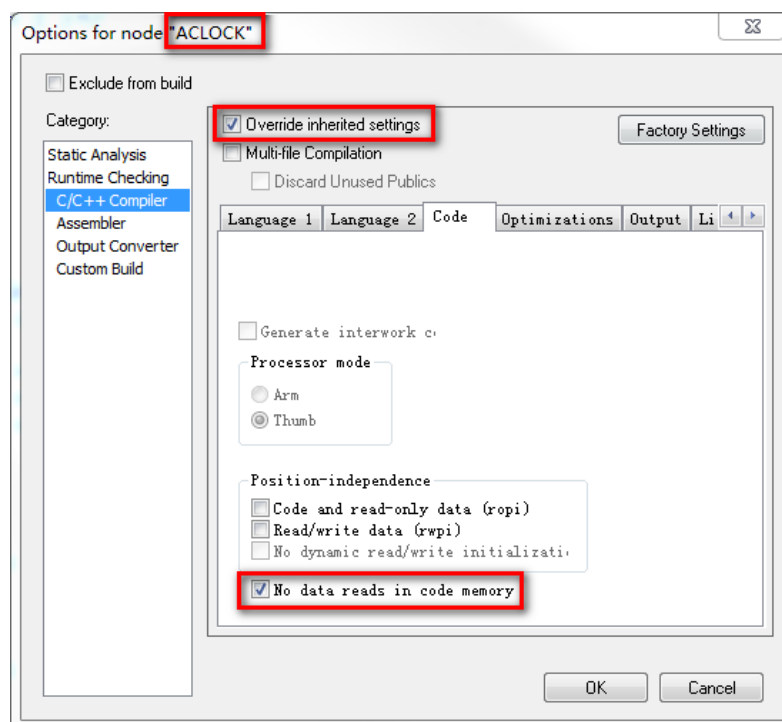 Options for node "ACLOCK"
Exclude from build
Category:
Static Analysis
Runtime Checking
C/C++ Compiler
Assembler
Output Converter
Custom Build
Override inherited settings
Factory Settings
Multi-file Compilation
Discard Unused Publics
Language 1
Language 2
Code
Optimizations
Output
Li
Generate interwork c
Processor mode
Arm
Thumb
Position-independence
Code and read-only data (ropi)
Read/write data (rwpi)
No dynamic read/write initializati
No data reads in code memory
OK
Cancel